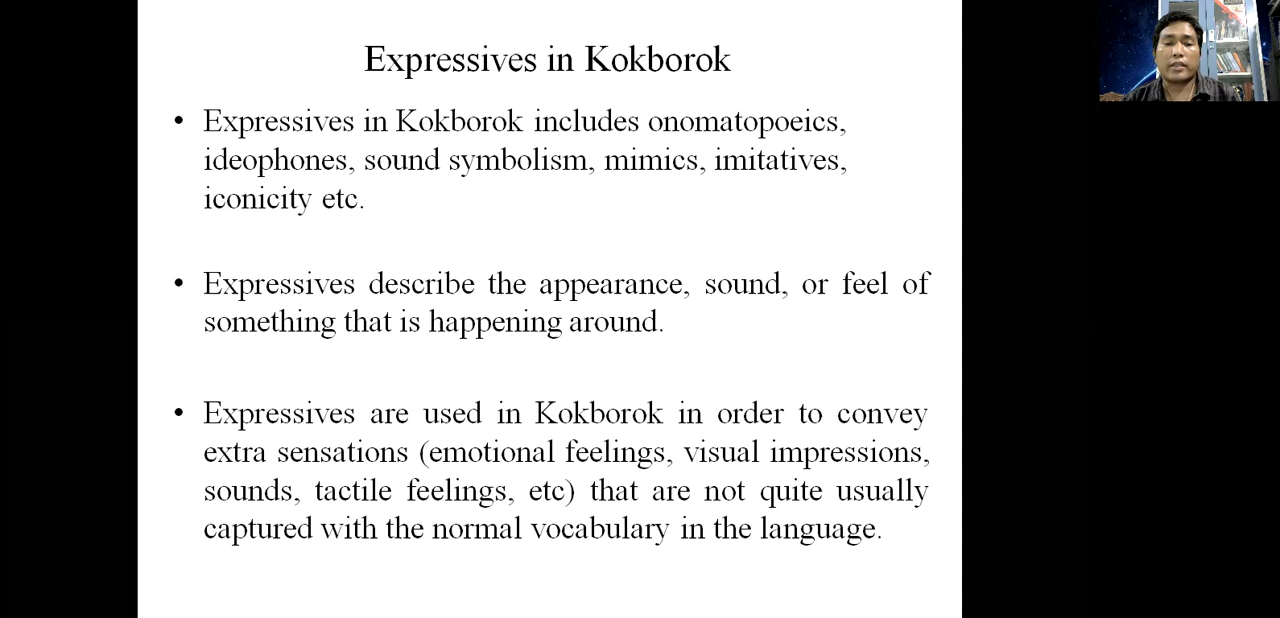 Expressives in Kokborok
• Expressives in Kokborok includes onomatopoeics,
ideophones, sound symbolism, mimics, imitatives,
iconicity etc.
• Expressives describe the appearance, sound, or feel of
something that is happening around.
• Expressives are used in Kokborok in order to convey
extra sensations (emotional feelings, visual impressions,
sounds, tactile feelings, etc) that are not quite usually
captured with the normal vocabulary in the language.